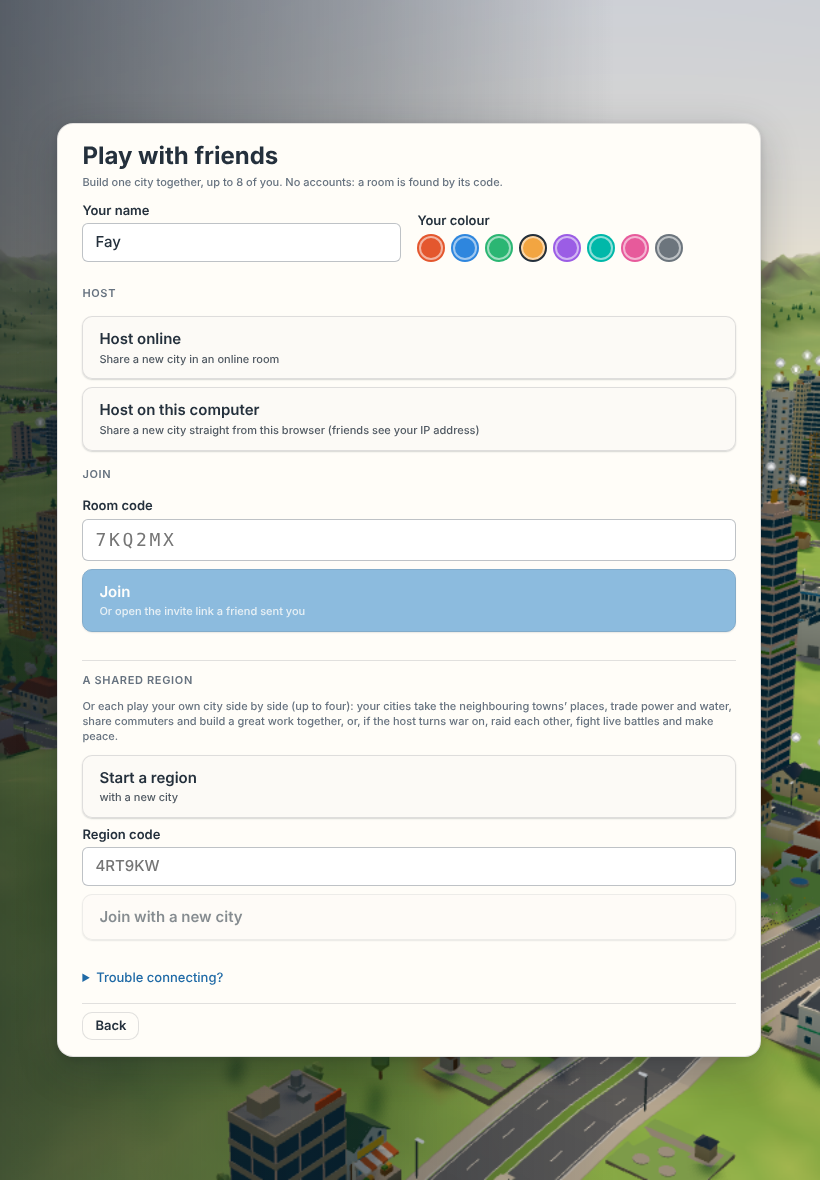 Play with friends
Build one city together, up to 8 of you. No accounts: a room is found by its code.
Your name
Your colour
Fay
HOST
Host online
Share a new city in an online room
Host on this computer
Share a new city straight from this browser (friends see your IP address)
JOIN
Room code
7KQ2MX
Join
Or open the invite link a friend sent you
A SHARED REGION
Or each play your own city side by side (up to four): your cities take the neighbouring towns’ places, trade power and water,
share commuters and build a great work together, or, if the host turns war on, raid each other, fight live battles and make
peace.
Start a region
with a new city
Region code
4RT9KW
Join with a new city
Trouble connecting?
Back